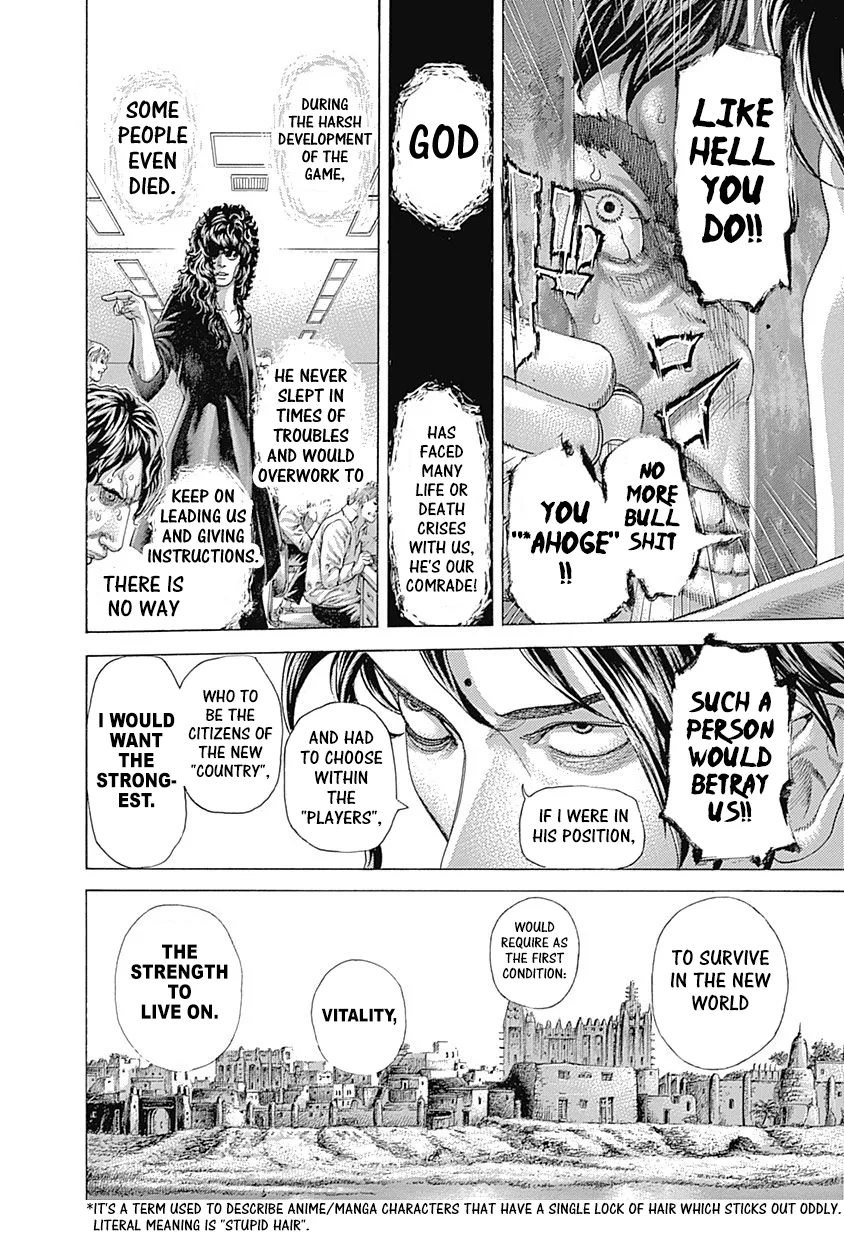 LIKE
HELL
YOU
DO!!
NO
MORE
BULL
SHIT
YOU
"*AHOGE"
!!
GOD
HAS
FACED
MANY
LIFE OR
DEATH
CRISES
WITH US,
HE'S OUR
COMRADE!
DURING
THE HARSH
DEVELOPMENT
OF THE
GAME,
SOME
PEOPLE
EVEN
DIED.
HE NEVER
SLEPT IN
TIMES OF
TROUBLES
AND WOULD
OVERWORK TO
KEEP ON
LEADING US
AND GIVING
INSTRUCTIONS.
THERE IS
NO WAY
SUCH A
PERSON
WOULD
BETRAY
US!!
IF I WERE IN
HIS POSITION,
AND HAD
TO CHOOSE
WITHIN
THE
"PLAYERS",
WHO TO
BE THE
CITIZENS OF
THE NEW
"COUNTRY",
I WOULD
WANT
THE
STRONG-
EST.
TO SURVIVE
IN THE NEW
WORLD
WOULD
REQUIRE AS
THE FIRST
CONDITION:
VITALITY,
THE
STRENGTH
TO
LIVE ON.
*IT'S A TERM USED TO DESCRIBE ANIME/MANGA CHARACTERS THAT HAVE A SINGLE LOCK OF HAIR WHICH STICKS OUT ODDLY.
LITERAL MEANING IS "STUPID HAIR".